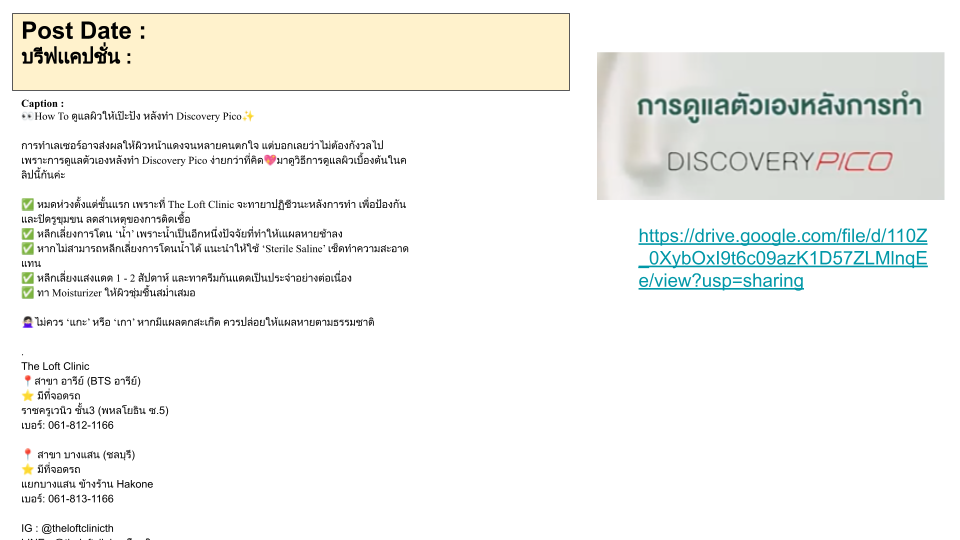 Post Date :
บรีฟแคปชั่น :
Caption :
👀How To ดูแลผิวให้เป๊ะปัง หลังทำ Discovery Pico✨
การทำเลเซอร์อาจส่งผลให้ผิวหน้าแดงจนหลายคนตกใจ แต่บอกเลยว่าไม่ต้องกังวลไป
เพราะการดูแลตัวเองหลังทำ Discovery Pico ง่ายกว่าที่คิด💖มาดูวิธีการดูแลผิวเบื้องต้นในค
ลิปนี้กันค่ะ
✅ หมดห่วงตั้งแต่ขั้นแรก เพราะที่ The Loft Clinic จะทายาปฏิชีวนะหลังการทำ เพื่อป้องกัน
และปิดรูขุมขน ลดสาเหตุของการติดเชื้อ
✅ หลีกเลี่ยงการโดน ‘น้ำ’ เพราะน้ำเป็นอีกหนึ่งปัจจัยที่ทำให้แผลหายช้าลง
✅ หากไม่สามารถหลีกเลี่ยงการโดนน้ำได้ แนะนำให้ใช้ ‘Sterile Saline’ เช็ดทำความสะอาด
แทน
✅ หลีกเลี่ยงแสงแดด 1 - 2 สัปดาห์ และทาครีมกันแดดเป็นประจำอย่างต่อเนื่อง
✅ ทา Moisturizer ให้ผิวชุ่มชื้นสม่ำเสมอ
🙅🏻‍♀️ไม่ควร ‘แกะ’ หรือ ‘เกา’ หากมีแผลตกสะเก็ด ควรปล่อยให้แผลหายตามธรรมชาติ
.
The Loft Clinic
📍สาขา อารีย์ (BTS อารีย์)
⭐ มีที่จอดรถ
ราชครูเวนิว ชั้น3 (พหลโยธิน ซ.5)
เบอร์: 061-812-1166
📍 สาขา บางแสน (ชลบุรี)
⭐ มีที่จอดรถ
แยกบางแสน ข้างร้าน Hakone
เบอร์: 061-813-1166
IG : @theloftclinicth
การดูแลตัวเองหลังการทำ
DISCOVERY PICO
https://drive.google.com/file/d/110Z
_0XybOxI9t6c09azK1D57ZLMlnqE
e/view?usp=sharing